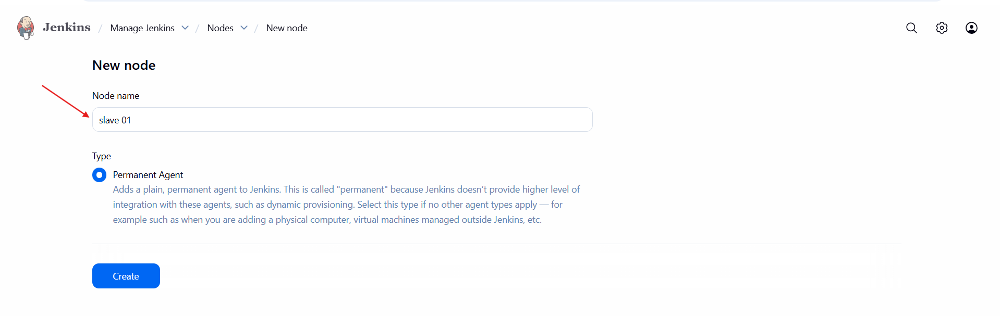 Jenkins / Manage Jenkins / Nodes / New node
New node
Node name
slave 01
Type
Permanent Agent
Adds a plain, permanent agent to Jenkins. This is called "permanent" because Jenkins doesn’t provide higher level of
integration with these agents, such as dynamic provisioning. Select this type if no other agent types apply — for
example such as when you are adding a physical computer, virtual machines managed outside Jenkins, etc.
Create